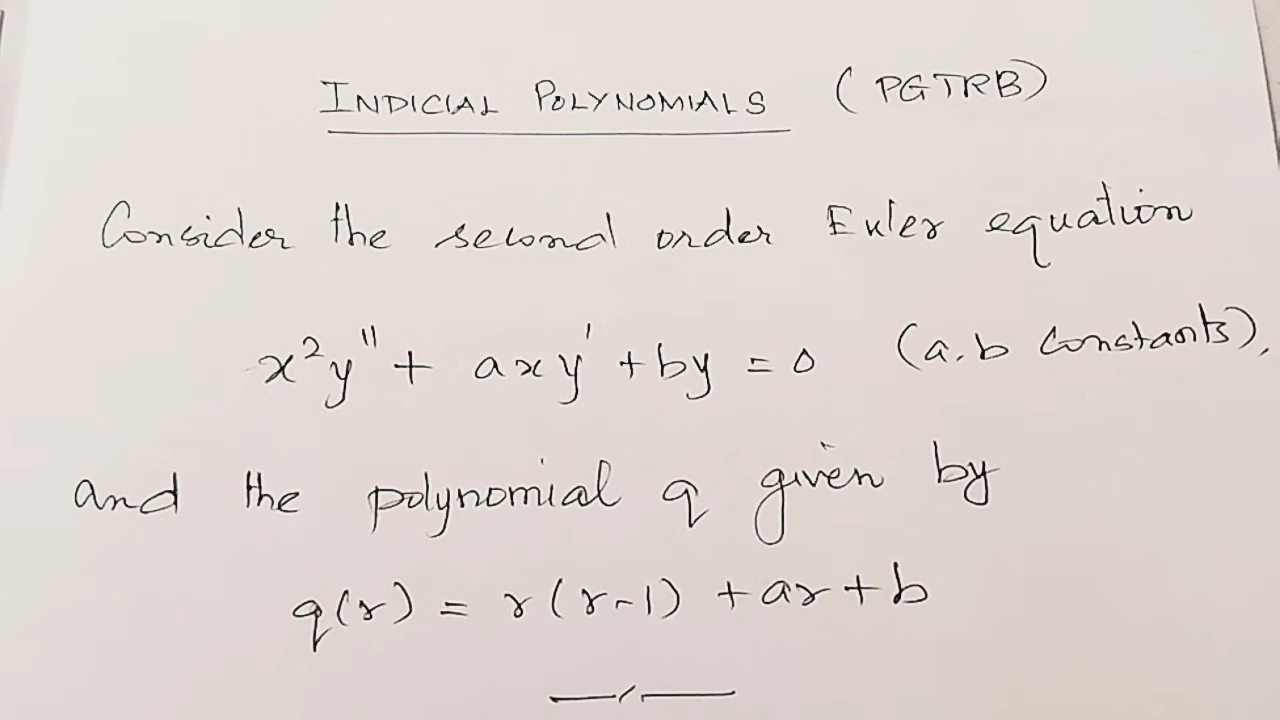 INDICIAL POLYNOMIALS (PGTRB)
Consider the second order Euler equation
x²y'' + axy' + by = 0 (a, b constants),
and the polynomial q given by
q(r) = r(r-1) + ar + b